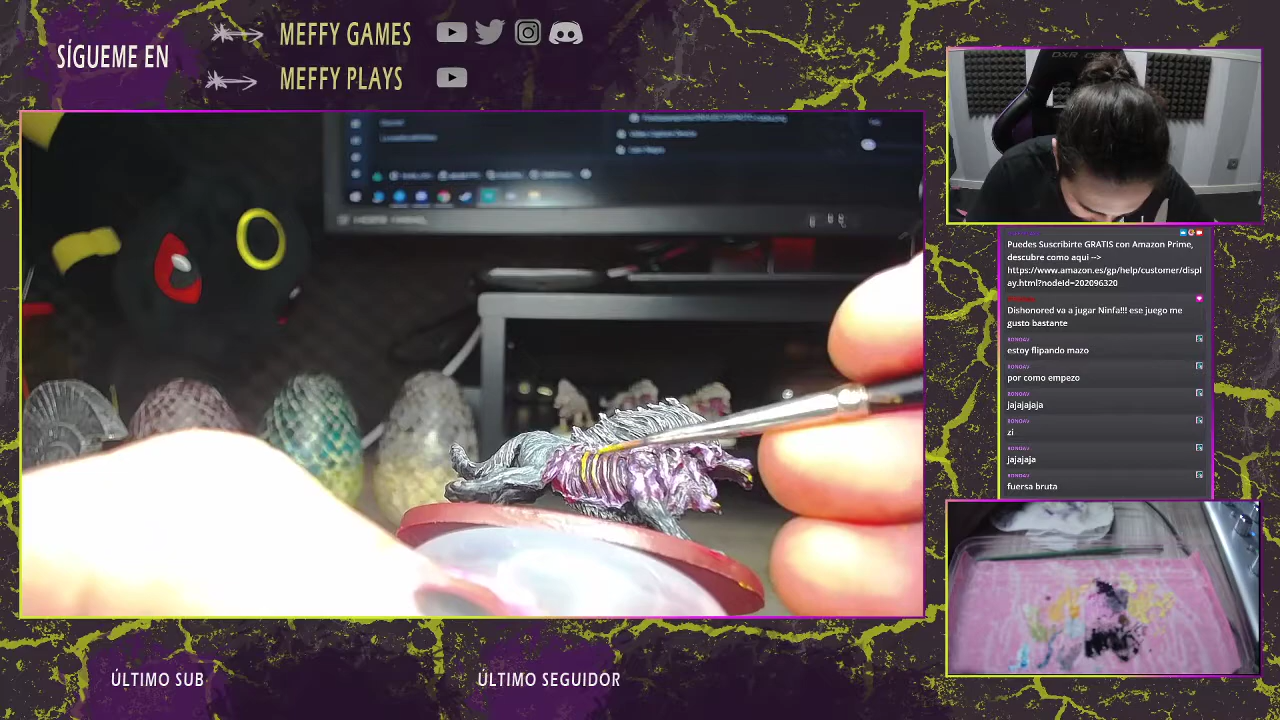 SÍGUEME EN
MEFFY GAMES
MEFFY PLAYS
DXR
Puedes Suscribirte GRATIS con Amazon Prime,
descubre como aqui -->
https://www.amazon.es/gp/help/customer/displ
ay.html?nodeId=202096320
Dishonored va a jugar Ninfa!!! ese juego me
gusto bastante
estoy flipando mazo
por como empezo
jajajajaja
zi
jajajaja
fuersa bruta
ÚLTIMO SUB
ÚLTIMO SEGUIDOR